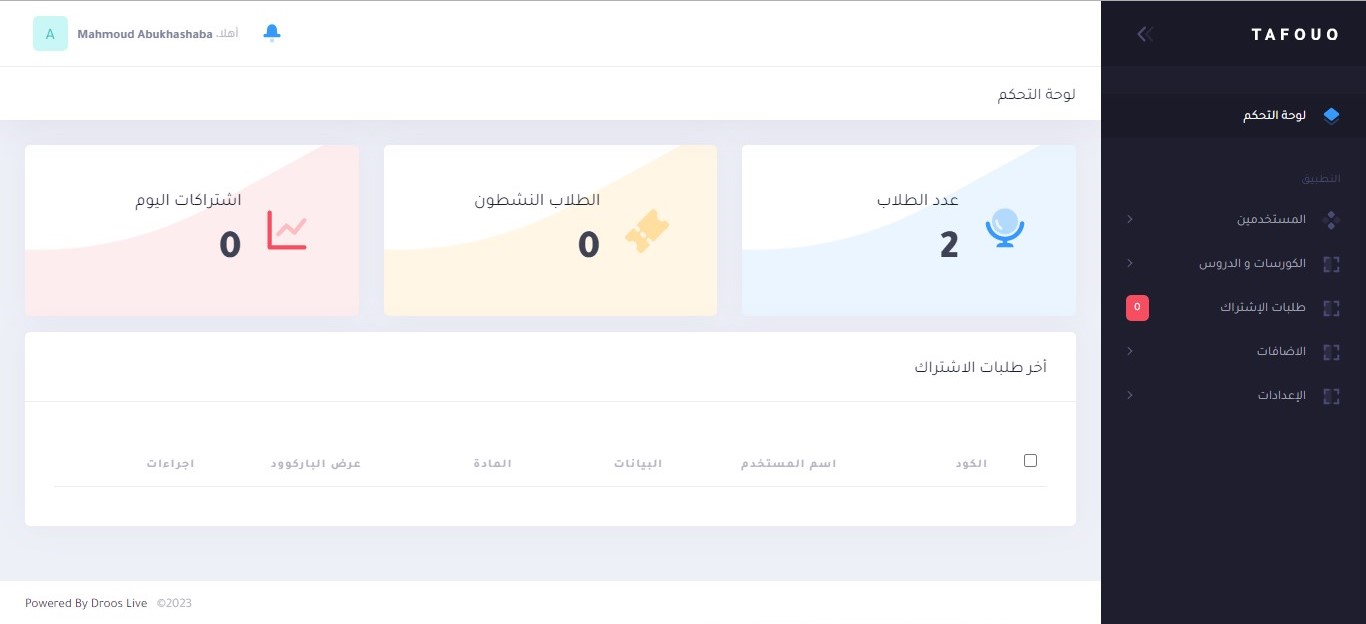 TAFOUO
لوحة التحكم
التطبيق
المستخدمين
الكورسات و الدروس
طلبات الإشتراك
0
الاضافات
الإعدادات
أهلا، Mahmoud Abukhashaba
A
لوحة التحكم
عدد الطلاب
2
الطلاب النشطون
0
اشتراكات اليوم
0
أخر طلبات الاشتراك
الكود اسم المستخدم البيانات المادة عرض الباركوود اجراءات
Powered By Droos Live ©2023